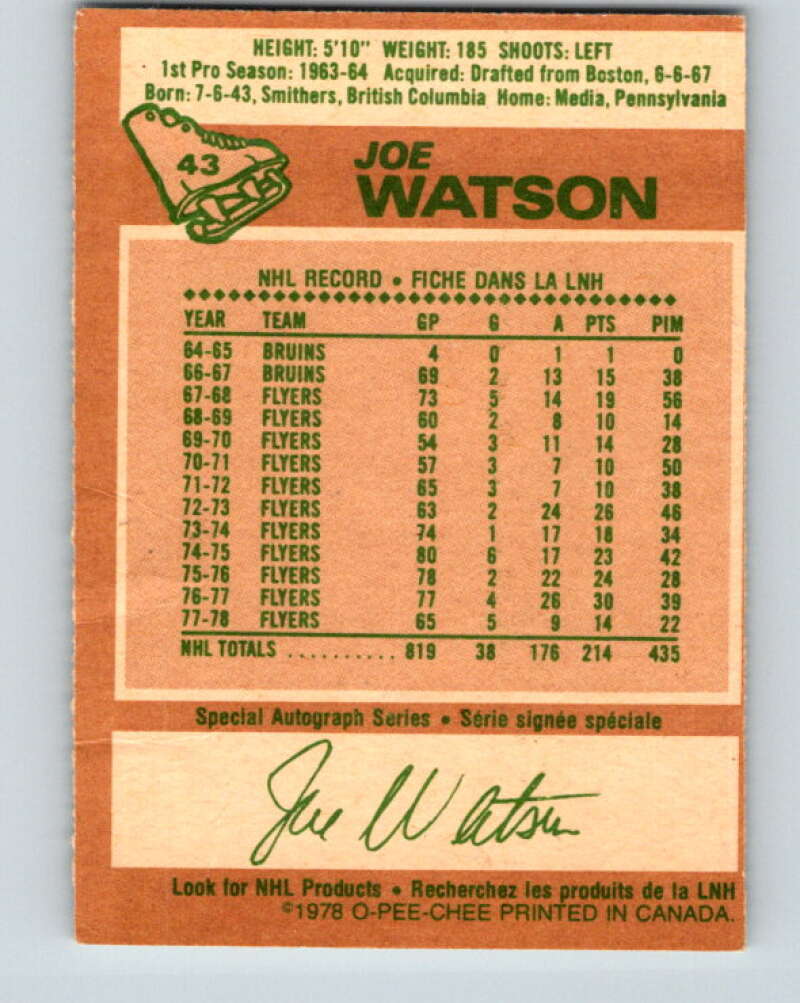 HEIGHT: 5'10" WEIGHT: 185 SHOOTS: LEFT
1st Pro Season: 1963-64 Acquired: Drafted from Boston, 6-6-67
Born: 7-6-43, Smithers, British Columbia Home: Media, Pennsylvania
43
JOE
WATSON
NHL RECORD • FICHE DANS LA LNH
YEAR TEAM GP G A PTS PIM
64-65 BRUINS 4 0 1 1 0
66-67 BRUINS 69 2 13 15 38
67-68 FLYERS 73 5 14 19 56
68-69 FLYERS 60 2 8 10 14
69-70 FLYERS 54 3 11 14 28
70-71 FLYERS 57 3 7 10 50
71-72 FLYERS 65 3 7 10 38
72-73 FLYERS 63 2 24 26 46
73-74 FLYERS 74 1 17 18 34
74-75 FLYERS 80 6 17 23 42
75-76 FLYERS 78 2 22 24 28
76-77 FLYERS 77 4 26 30 39
77-78 FLYERS 65 5 9 14 22
NHL TOTALS .......... 819 38 176 214 435
Special Autograph Series • Série signée spéciale
Joe Watson
Look for NHL Products • Recherchez les produits de la LNH
©1978 O-PEE-CHEE PRINTED IN CANADA.